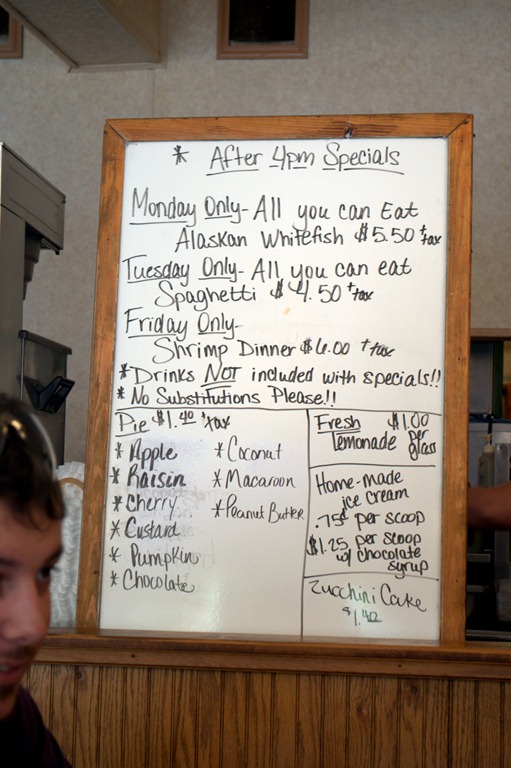 * After 4pm Specials
Monday Only- All you can Eat
Alaskan Whitefish $5.50 +tax
Tuesday Only- All you can eat
Spaghetti $4.50 +tax
Friday Only-
Shrimp Dinner $6.00 +tax
*Drinks NOT included with specials!!
* No Substitutions Please!!
Pie $1.40 +tax
* Apple
* Raisin
* Cherry
* Custard
* Pumpkin
* Chocolate
* Coconut
* Macaroon
* Peanut Butter
Fresh $1.00
Lemonade per
glass
Home-made
ice cream
.75¢ per scoop
$1.25 per scoop
w/ chocolate
syrup
Zucchini Cake
$1.40